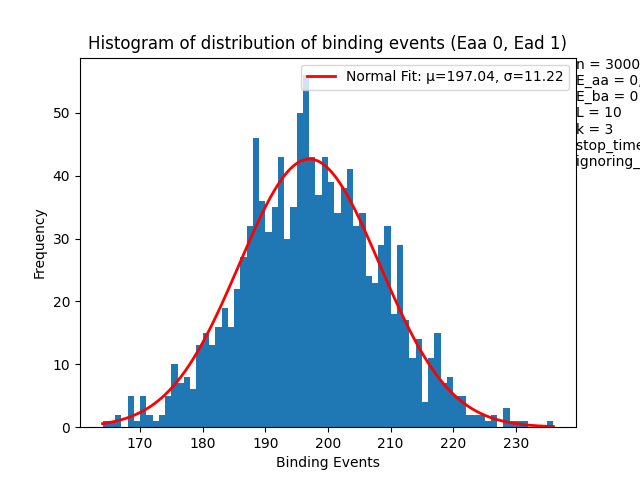 Histogram of distribution of binding events (Eaa 0, Ead 1)
Normal Fit: μ=197.04, σ=11.22
n = 3000
E_aa = 0,
E_ba = 0
L = 10
k = 3
stop_time
ignoring_
Frequency
50
40
30
20
10
0
170 180 190 200 210 220 230
Binding Events